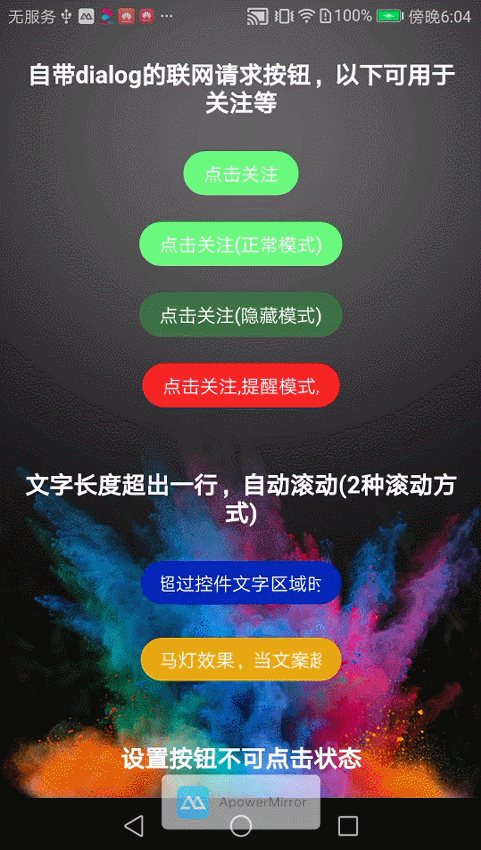 无服务 ... 100% 傍晚6:04
自带dialog的联网请求按钮，以下可用于
关注等
点击关注
点击关注(正常模式)
点击关注(隐藏模式)
点击关注,提醒模式,
文字长度超出一行，自动滚动(2种滚动方
式)
超过控件文字区域时
马灯效果，当文案超
设置按钮不可点击状态
ApowerMirror